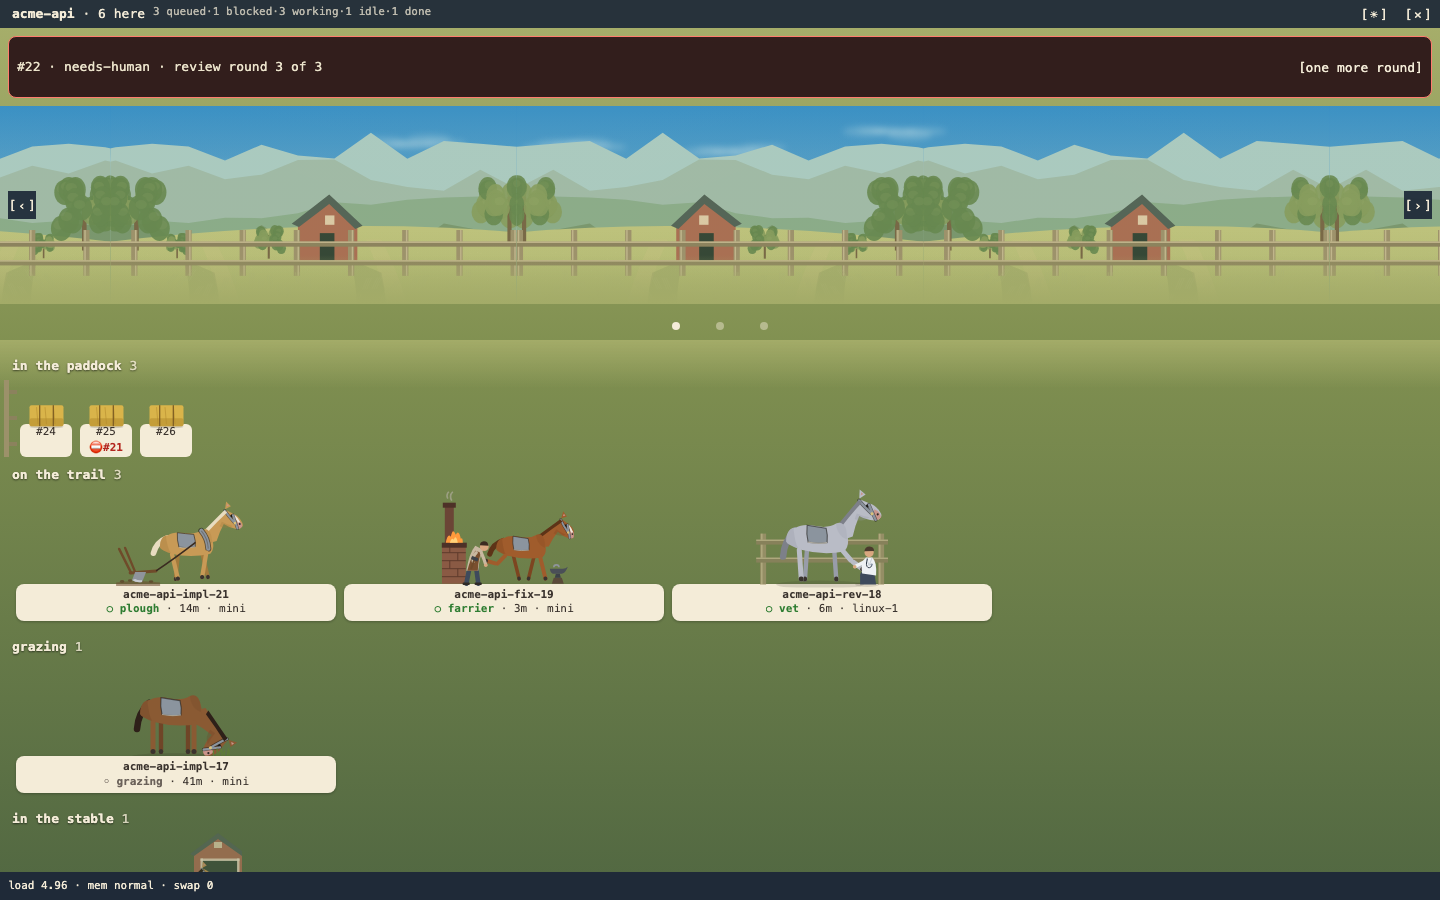 acme-api · 6 here 3 queued·1 blocked·3 working·1 idle·1 done [☀] [×]
#22 · needs-human · review round 3 of 3 [one more round]
[‹] [›]
in the paddock 3
#24 #25 #26
⛔#21
on the trail 3
acme-api-impl-21
○ plough · 14m · mini
acme-api-fix-19
○ farrier · 3m · mini
acme-api-rev-18
○ vet · 6m · linux-1
grazing 1
acme-api-impl-17
○ grazing · 41m · mini
in the stable 1
load 4.96 · mem normal · swap 0